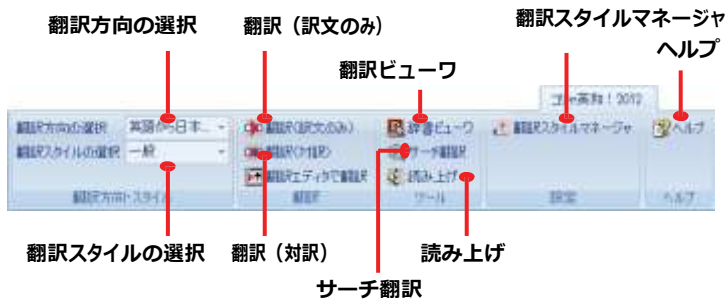 翻訳方向の選択
翻訳（訳文のみ）
翻訳スタイルマネージャ
ヘルプ
翻訳ビューワ
コリャ英和！2012
翻訳方向の選択 英語から日本...
翻訳(訳文のみ)
辞書ビューワ
翻訳スタイルマネージャ
ヘルプ
翻訳スタイルの選択 一般
翻訳(対訳)
サーチ翻訳
翻訳エディタで翻訳
読み上げ
翻訳方向・スタイル
翻訳
ツール
設定
ヘルプ
翻訳スタイルの選択
翻訳（対訳）
読み上げ
サーチ翻訳